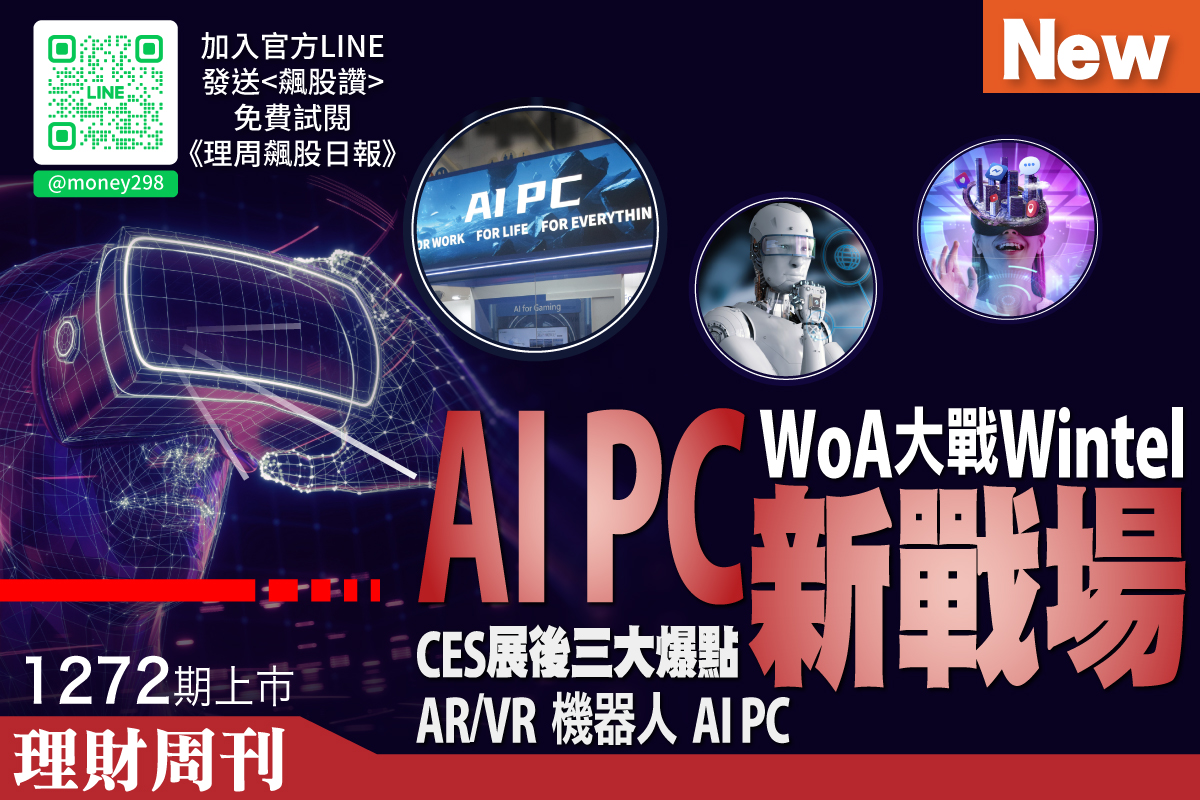 加入官方LINE
發送<飆股讚>
免費試閱
《理周飆股日報》
LINE
@money298
New
AI PC
OR WORK FOR LIFE FOR EVERYTHIN
AI for Gaming
AI PC
WoA大戰Wintel
新戰場
CES展後三大爆點
AR/VR 機器人 AI PC
1272期上市
理財周刊